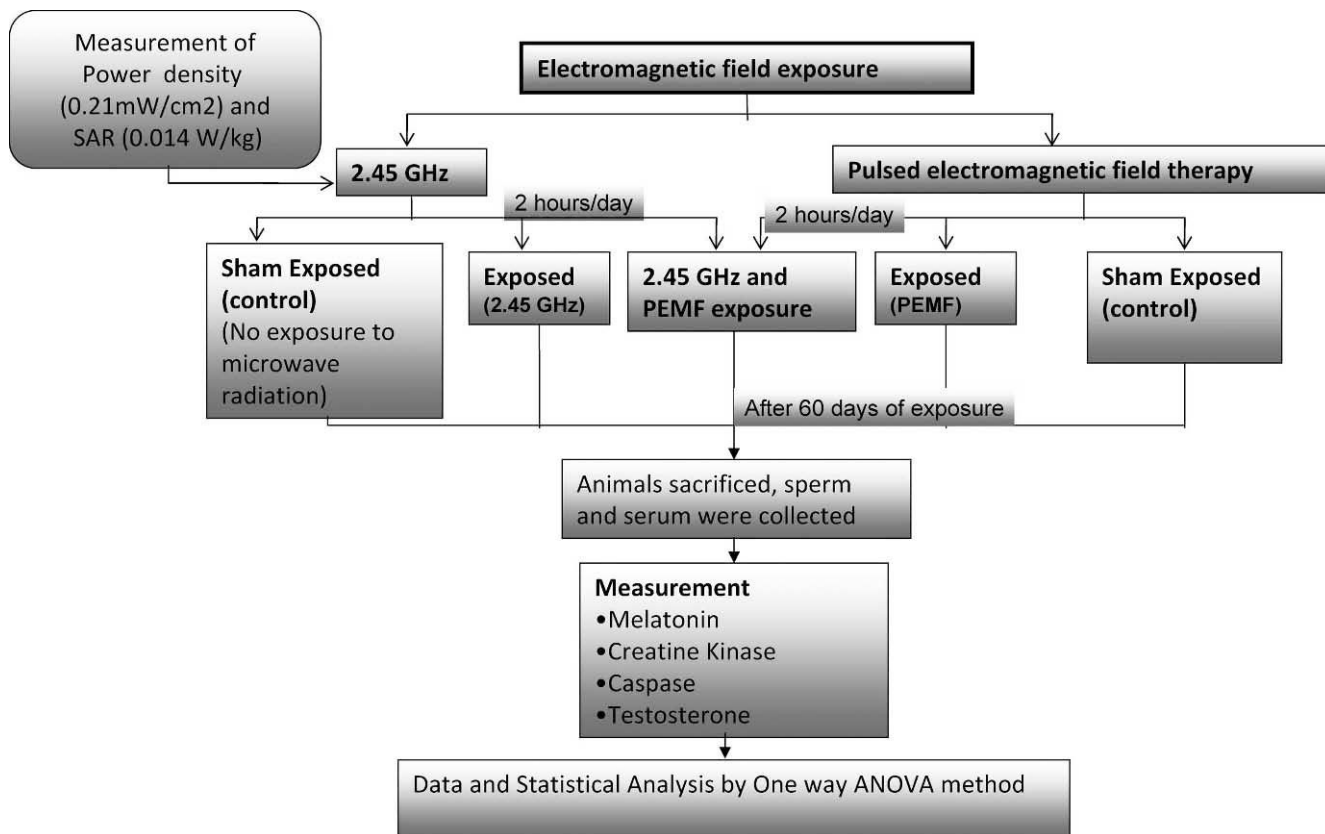 Measurement of
Power density
(0.21mW/cm2) and
SAR (0.014 W/kg)
Electromagnetic field exposure
2.45 GHz
Pulsed electromagnetic field therapy
2 hours/day
2 hours/day
Sham Exposed
(control)
(No exposure to
microwave
radiation)
Exposed
(2.45 GHz)
2.45 GHz and
PEMF exposure
Exposed
(PEMF)
Sham Exposed
(control)
After 60 days of exposure
Animals sacrificed, sperm
and serum were collected
Measurement
•Melatonin
•Creatine Kinase
•Caspase
•Testosterone
Data and Statistical Analysis by One way ANOVA method